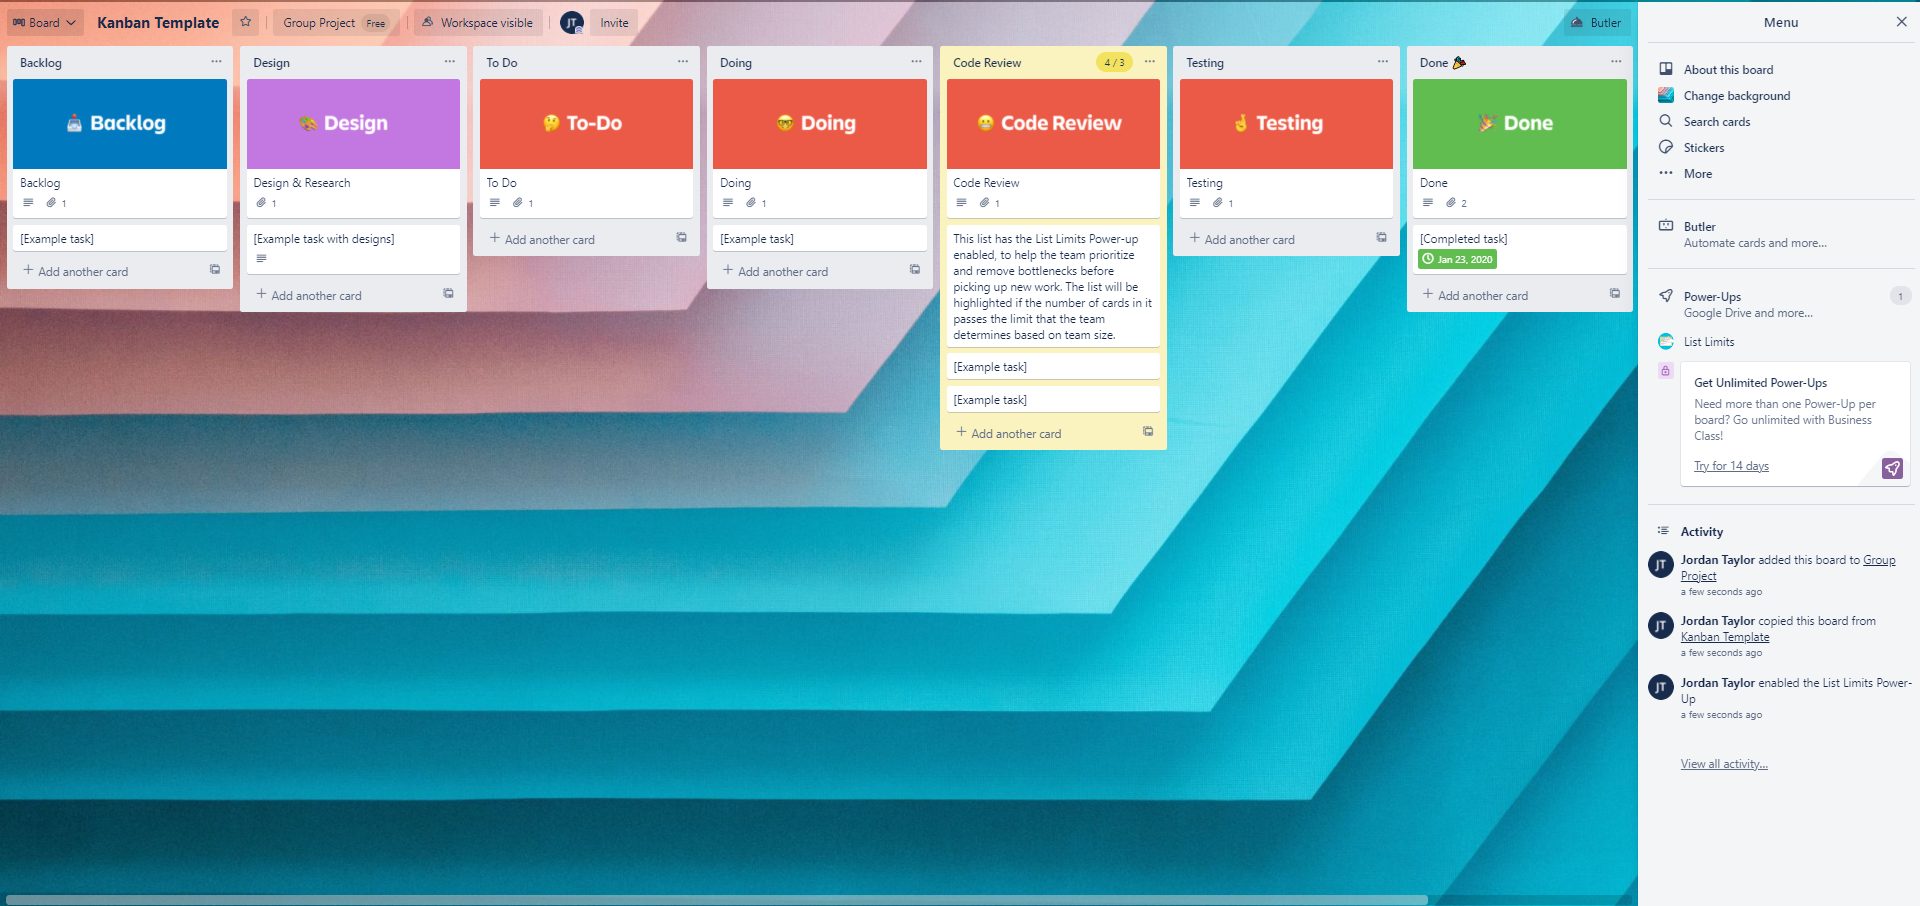 Board
Kanban Template
Group Project Free
Workspace visible
JT
Invite
Butler
Backlog
Backlog
Backlog
1
[Example task]
Add another card
Design
Design
Design & Research
1
[Example task with designs]
Add another card
To Do
To-Do
To Do
1
Add another card
Doing
Doing
Doing
1
[Example task]
Add another card
Code Review
4 / 3
Code Review
Code Review
1
This list has the List Limits Power-up
enabled, to help the team prioritize
and remove bottlenecks before
picking up new work. The list will be
highlighted if the number of cards in it
passes the limit that the team
determines based on team size.
[Example task]
[Example task]
Add another card
Testing
Testing
Testing
1
Add another card
Done
Done
Done
2
[Completed task]
Jan 23, 2020
Add another card
Menu
About this board
Change background
Search cards
Stickers
More
Butler
Automate cards and more...
Power-Ups
1
Google Drive and more...
List Limits
Get Unlimited Power-Ups
Need more than one Power-Up per
board? Go unlimited with Business
Class!
Try for 14 days
Activity
JT
Jordan Taylor added this board to Group
Project
a few seconds ago
JT
Jordan Taylor copied this board from
Kanban Template
a few seconds ago
JT
Jordan Taylor enabled the List Limits Power-
Up
a few seconds ago
View all activity...